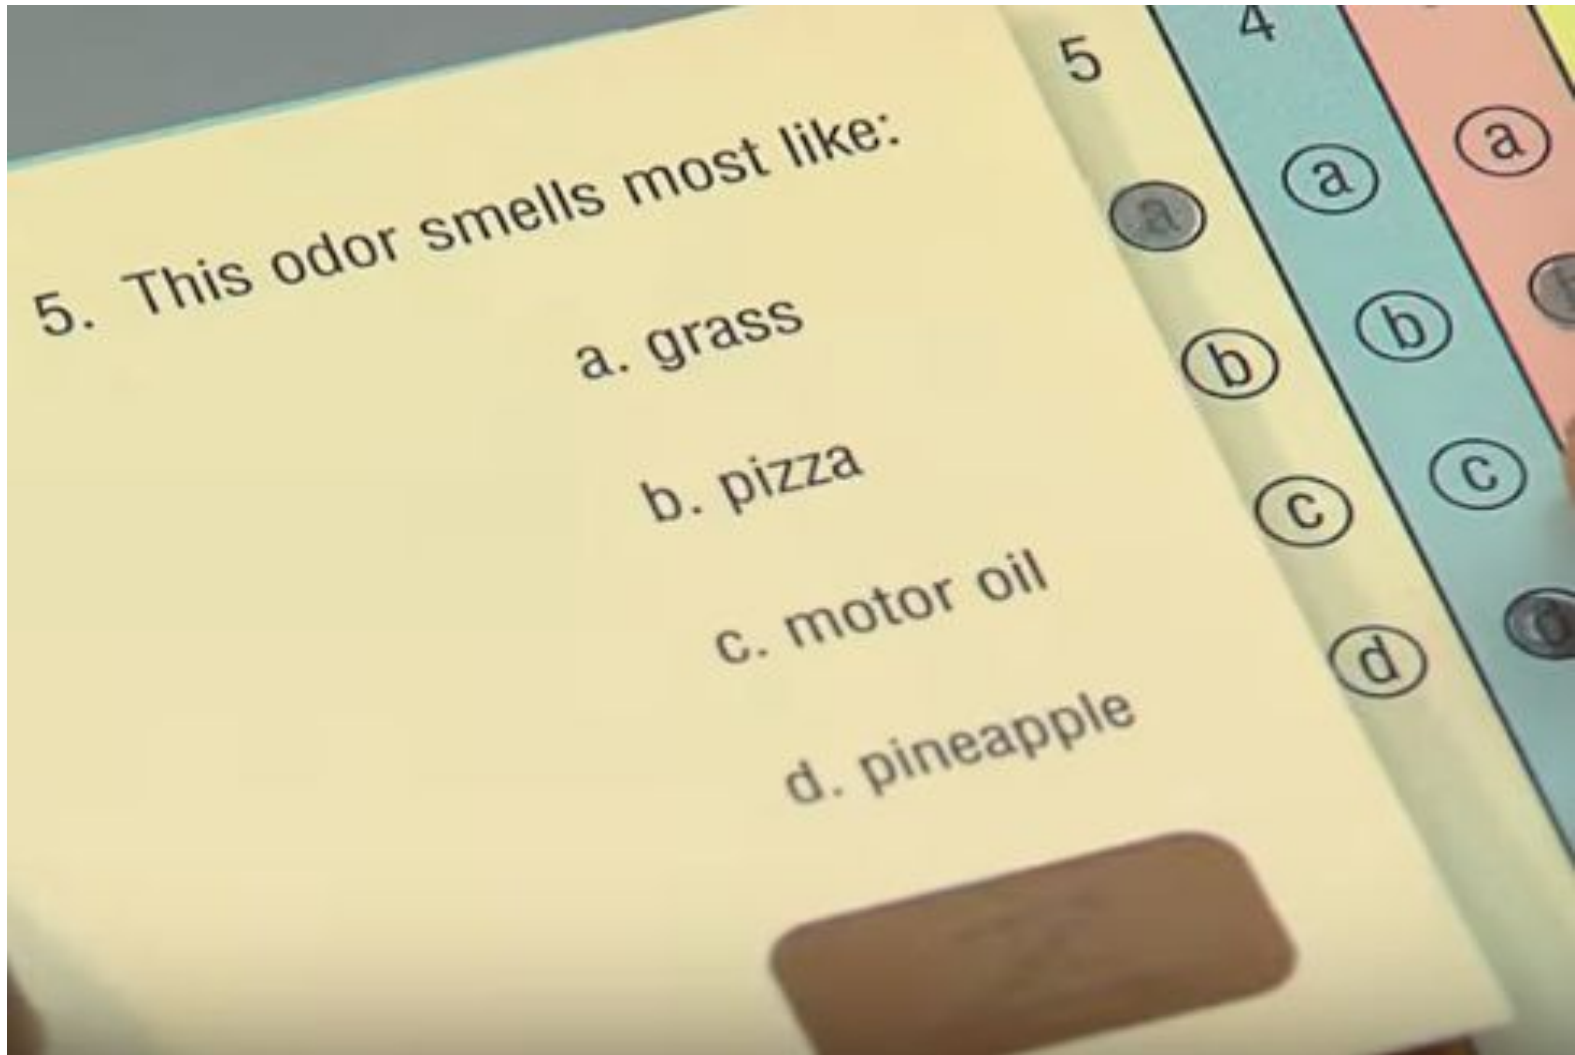 5. This odor smells most like:
a. grass
b. pizza
c. motor oil
d. pineapple
5
a
b
c
d
4
a
b
c
a